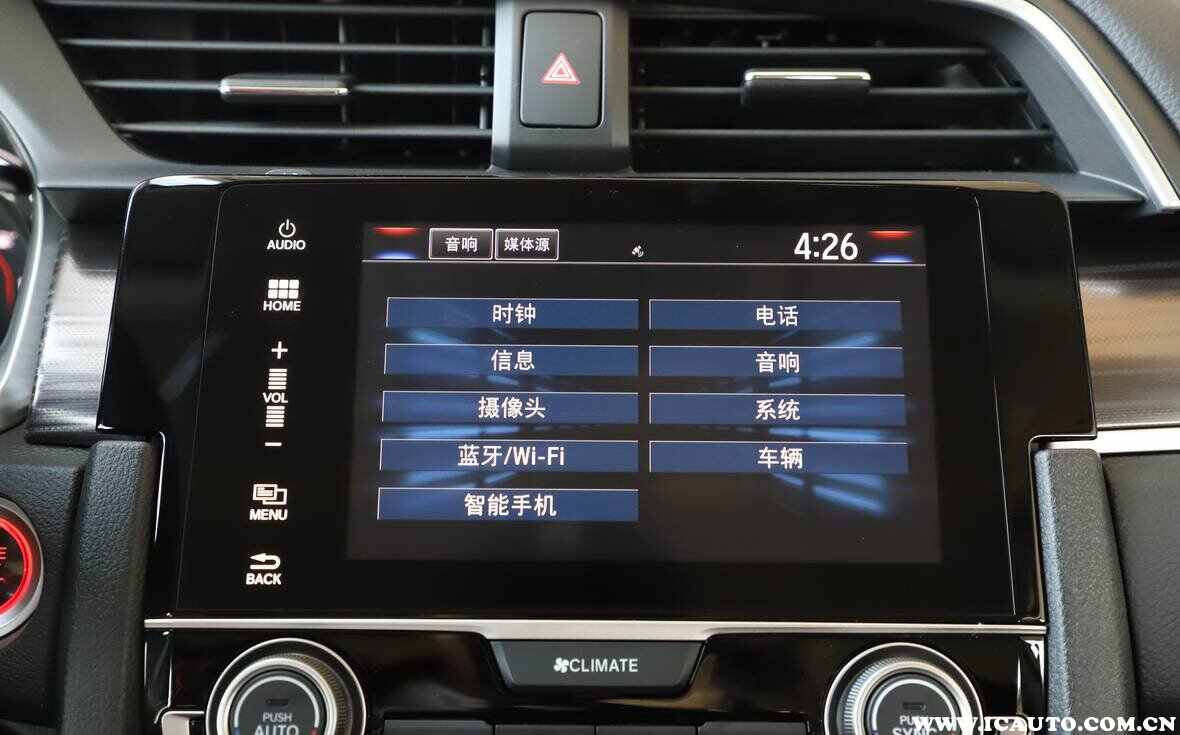 AUDIO
音响 媒体源 4:26
HOME
时钟 电话
+
信息 音响
VOL
摄像头 系统
−
蓝牙/Wi-Fi 车辆
智能手机
MENU
BACK
CLIMATE
PUSH
AUTO
PUSH
SYNC
WWW.ICAUTO.COM.CN